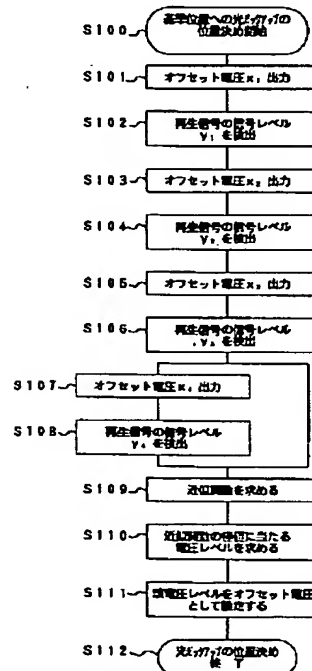 S100
基準位置への光ピックアップの
位置決め開始
S101
オフセット電圧x₁出力
S102
再生信号の信号レベル
y₁を検出
S103
オフセット電圧x₂出力
S104
再生信号の信号レベル
y₂を検出
S105
オフセット電圧x₃出力
S106
再生信号の信号レベル
y₃を検出
S107
オフセット電圧x₄出力
S108
再生信号の信号レベル
y₄を検出
S109
近似関数を求める
S110
近似関数の極値に当たる
電圧レベルを求める
S111
該電圧レベルをオフセット電圧
として設定する
S112
光ピックアップの位置決め